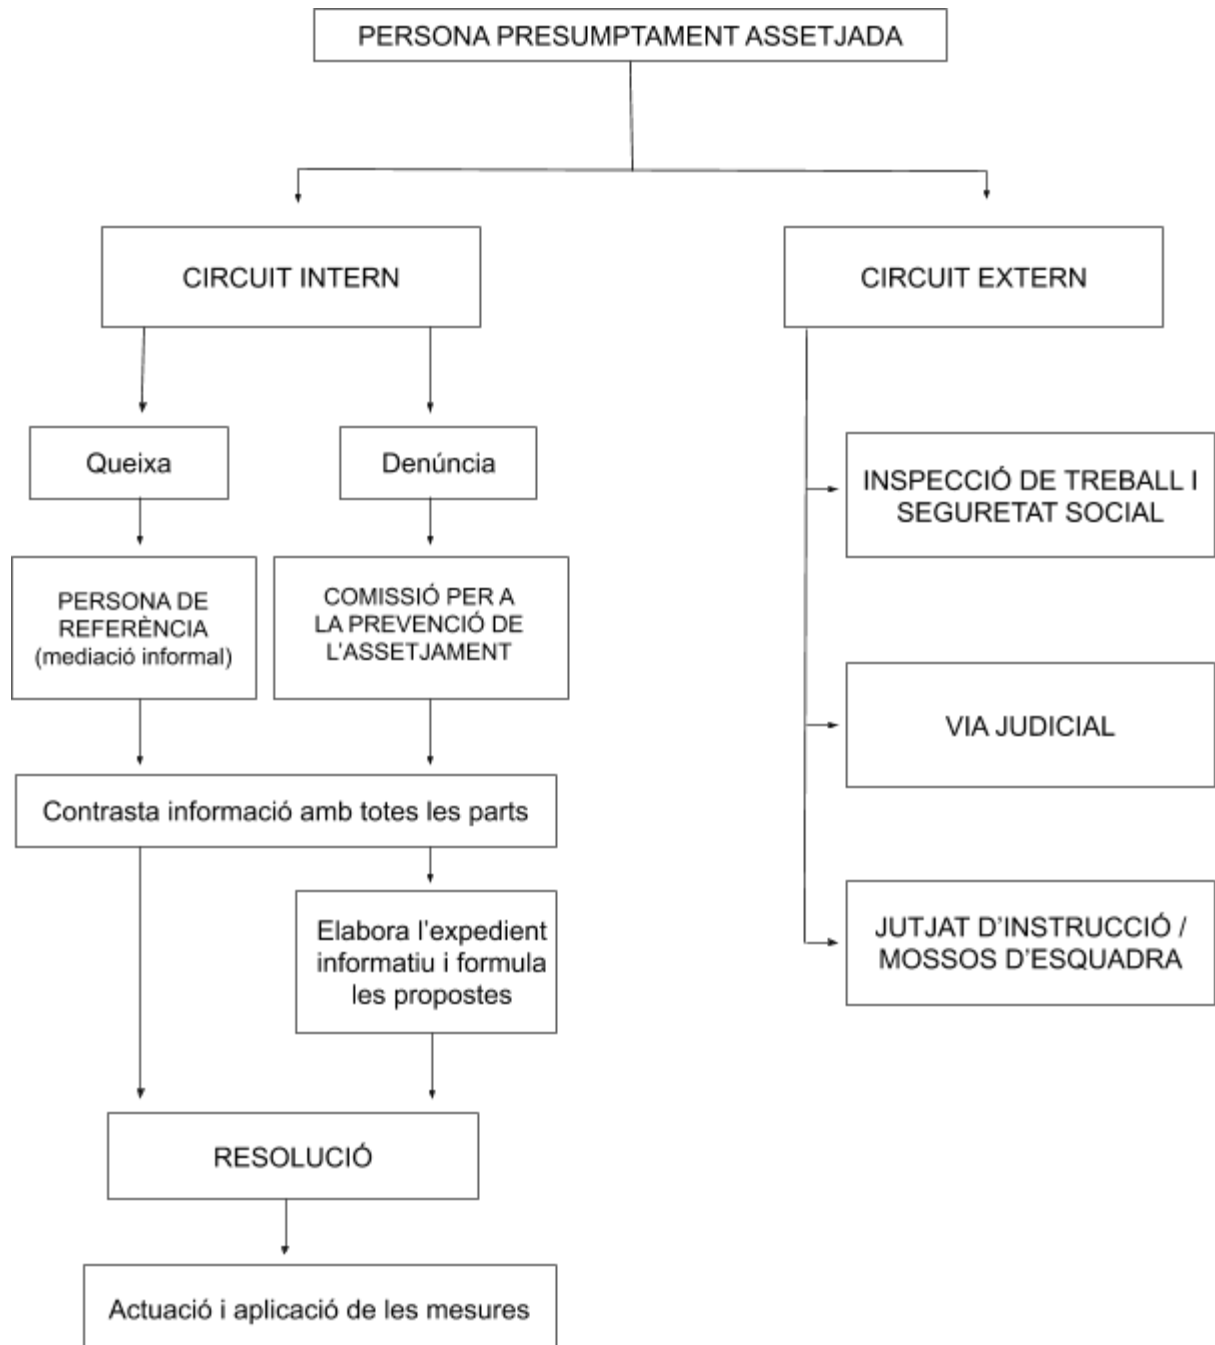 PERSONA PRESUMPTAMENT ASSETJADA
CIRCUIT INTERN
CIRCUIT EXTERN
Queixa
Denúncia
INSPECCIÓ DE TREBALL I
SEGURETAT SOCIAL
PERSONA DE
REFERÈNCIA
(mediació informal)
COMISSIÓ PER A
LA PREVENCIÓ DE
L'ASSETJAMENT
VIA JUDICIAL
Contrasta informació amb totes les parts
Elabora l’expedient
informatiu i formula
les propostes
JUTJAT D’INSTRUCCIÓ /
MOSSOS D’ESQUADRA
RESOLUCIÓ
Actuació i aplicació de les mesures